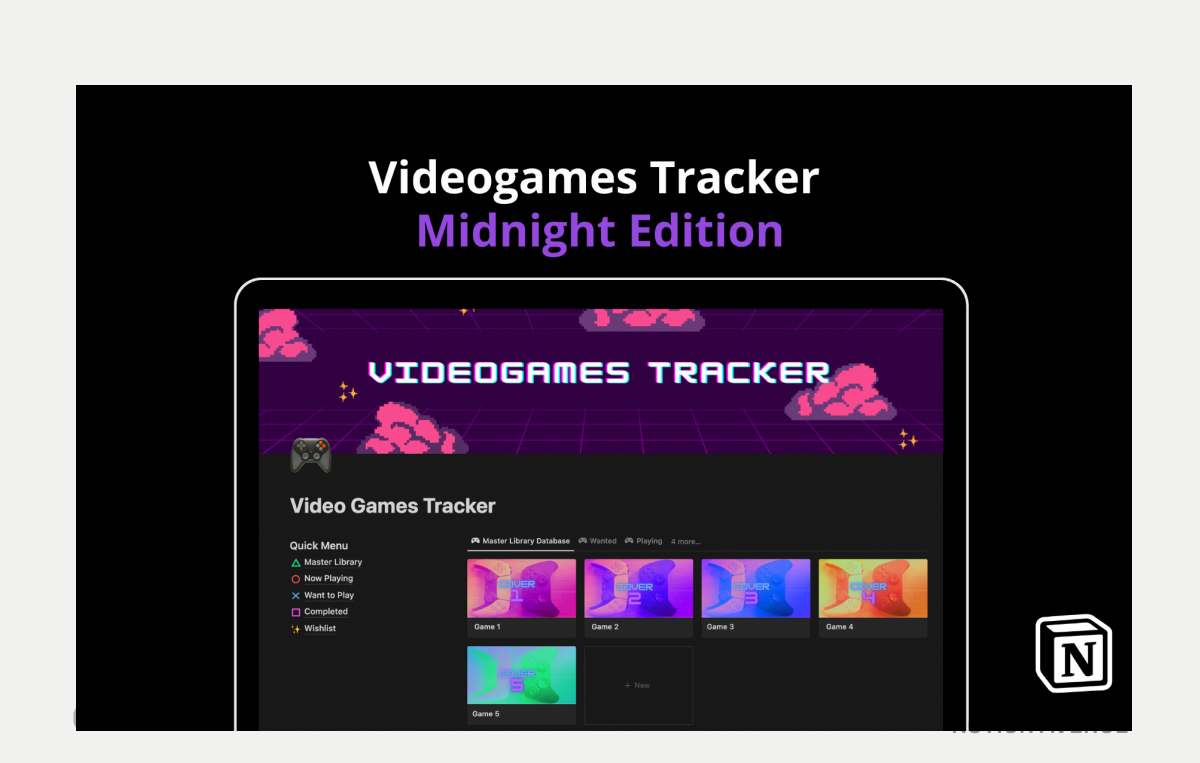 Videogames Tracker
Midnight Edition
VIDEOGAMES TRACKER
Video Games Tracker
Quick Menu
Master Library
Now Playing
Want to Play
Completed
Wishlist
Master Library Database Wanted Playing 4 more...
COVER 1
COVER 2
COVER 3
COVER 4
Game 1
Game 2
Game 3
Game 4
COVER 5
+ New
Game 5
N